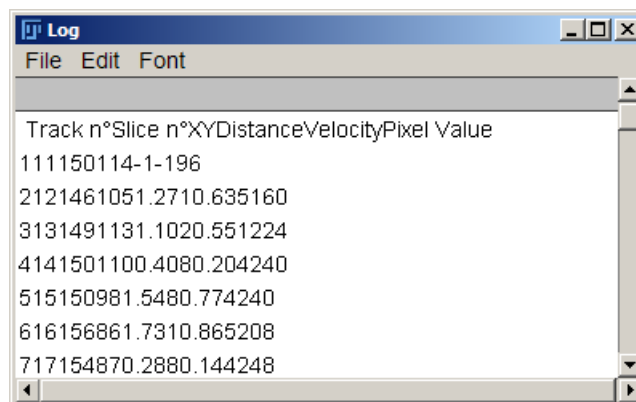 Log
File Edit Font
Track n°Slice n°XYDistanceVelocityPixel Value
111150114-1-196
2121461051.2710.635160
3131491131.1020.551224
4141501100.4080.204240
515150981.5480.774240
616156861.7310.865208
717154870.2880.144248